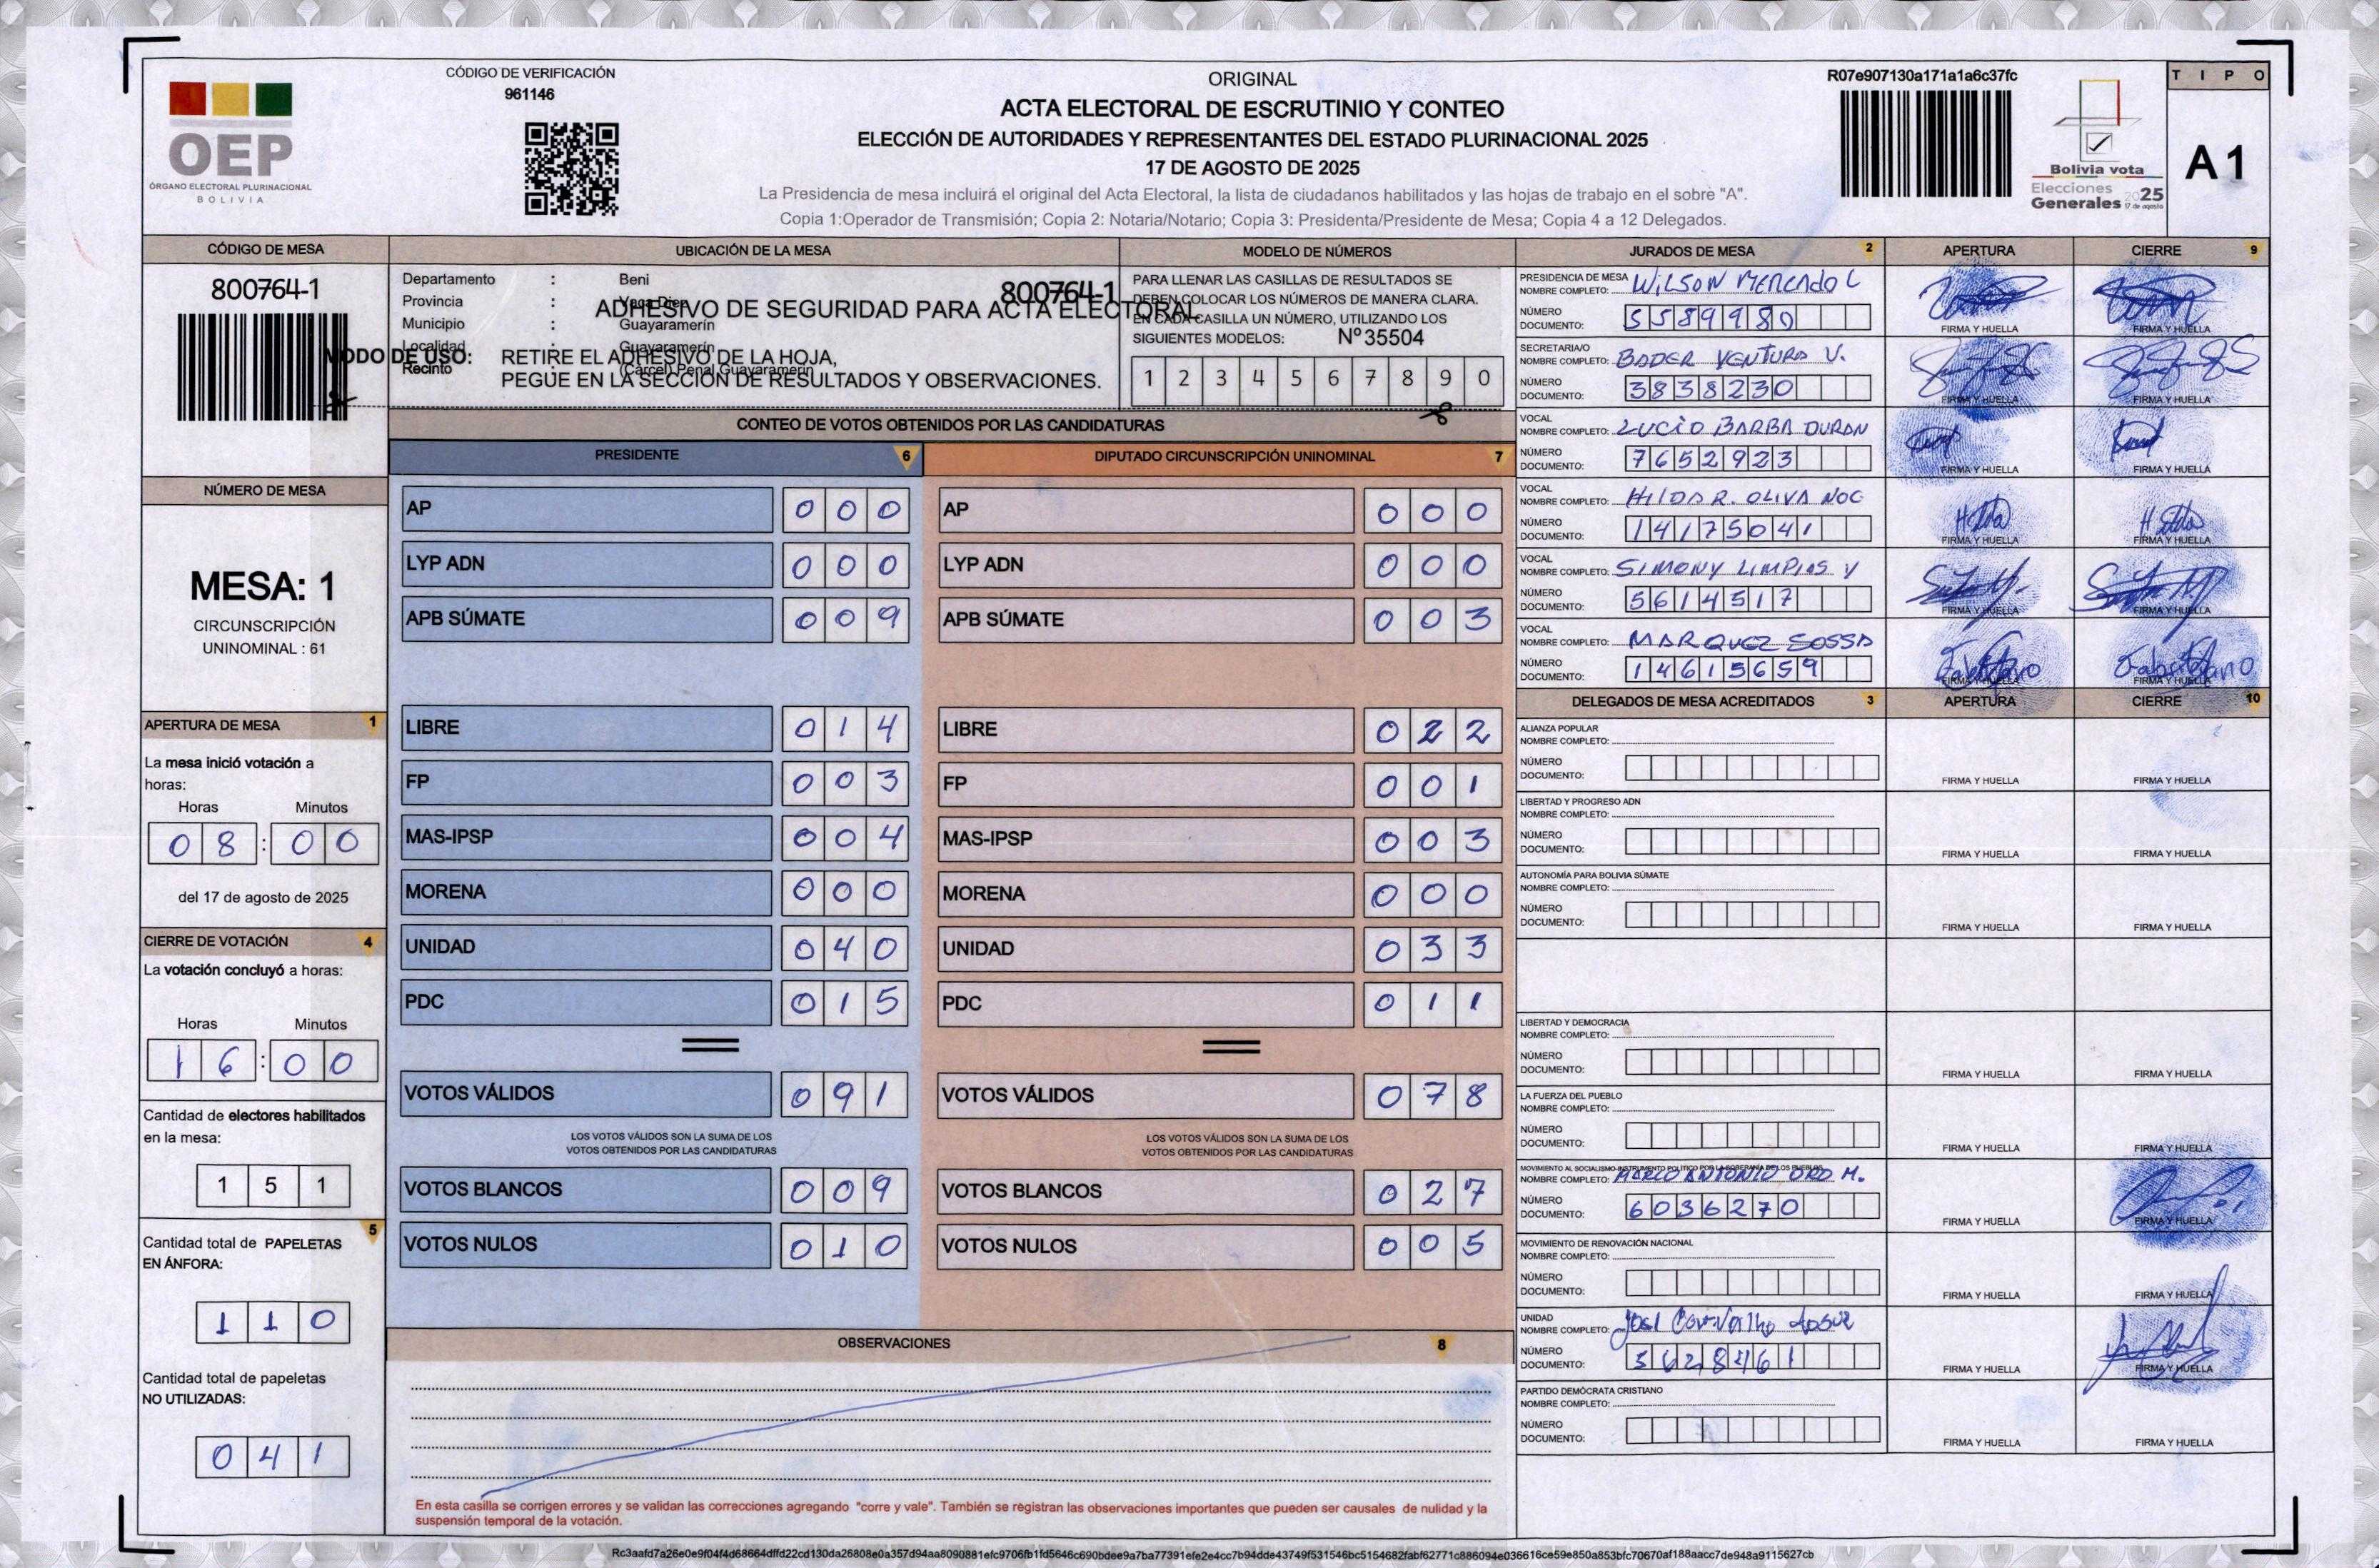 CÓDIGO DE VERIFICACIÓN
961146
OEP
ÓRGANO ELECTORAL PLURINACIONAL
BOLIVIA
ORIGINAL
ACTA ELECTORAL DE ESCRUTINIO Y CONTEO
ELECCIÓN DE AUTORIDADES Y REPRESENTANTES DEL ESTADO PLURINACIONAL 2025
17 DE AGOSTO DE 2025
La Presidencia de mesa incluirá el original del Acta Electoral, la lista de ciudadanos habilitados y las hojas de trabajo en el sobre "A".
Copia 1:Operador de Transmisión; Copia 2: Notaria/Notario; Copia 3: Presidenta/Presidente de Mesa; Copia 4 a 12 Delegados.
R07e907130a171a1a6c37fc
Bolivia vota
Elecciones
Generales 2025
17 de agosto
TIPO
A1
CÓDIGO DE MESA
800764-1
NÚMERO DE MESA
MESA: 1
CIRCUNSCRIPCIÓN
UNINOMINAL : 61
APERTURA DE MESA 1
La mesa inició votación a
horas:
Horas Minutos
08:00
del 17 de agosto de 2025
CIERRE DE VOTACIÓN 4
La votación concluyó a horas:
Horas Minutos
16:00
Cantidad de electores habilitados
en la mesa:
151
5
Cantidad total de PAPELETAS
EN ÁNFORA:
110
Cantidad total de papeletas
NO UTILIZADAS:
041
UBICACIÓN DE LA MESA
Departamento : Beni
Provincia : Vaca Diez
Municipio : Guayaramerín
Localidad : Guayaramerín
Recinto : (Cárcel) Penal Guayaramerin
800764-1
ADHESIVO DE SEGURIDAD PARA ACTA ELECTORAL
MODO DE USO: RETIRE EL ADHESIVO DE LA HOJA,
PEGUE EN LA SECCIÓN DE RESULTADOS Y OBSERVACIONES.
MODELO DE NÚMEROS
PARA LLENAR LAS CASILLAS DE RESULTADOS SE
DEBEN COLOCAR LOS NÚMEROS DE MANERA CLARA.
EN CADA CASILLA UN NÚMERO, UTILIZANDO LOS
SIGUIENTES MODELOS: Nº35504
1 2 3 4 5 6 7 8 9 0
CONTEO DE VOTOS OBTENIDOS POR LAS CANDIDATURAS
PRESIDENTE 6
AP 000
LYP ADN 000
APB SÚMATE 009
LIBRE 014
FP 003
MAS-IPSP 004
MORENA 000
UNIDAD 040
PDC 015
VOTOS VÁLIDOS 091
LOS VOTOS VÁLIDOS SON LA SUMA DE LOS
VOTOS OBTENIDOS POR LAS CANDIDATURAS
VOTOS BLANCOS 009
VOTOS NULOS 010
DIPUTADO CIRCUNSCRIPCIÓN UNINOMINAL 7
AP 000
LYP ADN 000
APB SÚMATE 003
LIBRE 022
FP 001
MAS-IPSP 003
MORENA 000
UNIDAD 033
PDC 011
VOTOS VÁLIDOS 078
LOS VOTOS VÁLIDOS SON LA SUMA DE LOS
VOTOS OBTENIDOS POR LAS CANDIDATURAS
VOTOS BLANCOS 027
VOTOS NULOS 005
OBSERVACIONES 8
En esta casilla se corrigen errores y se validan las correcciones agregando "corre y vale". También se registran las observaciones importantes que pueden ser causales de nulidad y la
suspensión temporal de la votación.
JURADOS DE MESA 2 APERTURA CIERRE 9
PRESIDENCIA DE MESA
NOMBRE COMPLETO: WILSON MERCADO C
NÚMERO
DOCUMENTO: 5589980 FIRMA Y HUELLA FIRMA Y HUELLA
SECRETARIA/O
NOMBRE COMPLETO: BADER VENTURA V.
NÚMERO
DOCUMENTO: 3838230 FIRMA Y HUELLA FIRMA Y HUELLA
VOCAL
NOMBRE COMPLETO: LUCIO BARBA DURAN
NÚMERO
DOCUMENTO: 7652923 FIRMA Y HUELLA FIRMA Y HUELLA
VOCAL
NOMBRE COMPLETO: HILDA R. OLIVA NOC
NÚMERO
DOCUMENTO: 14175041 Hilda FIRMA Y HUELLA Hilda FIRMA Y HUELLA
VOCAL
NOMBRE COMPLETO: SIMONY LIMPIAS Y
NÚMERO
DOCUMENTO: 5614517 FIRMA Y HUELLA FIRMA Y HUELLA
VOCAL
NOMBRE COMPLETO: MARQUEZ SOSSA
NÚMERO
DOCUMENTO: 14615659 FIRMA Y HUELLA FIRMA Y HUELLA
DELEGADOS DE MESA ACREDITADOS 3 APERTURA CIERRE 10
ALIANZA POPULAR
NOMBRE COMPLETO:
NÚMERO
DOCUMENTO: FIRMA Y HUELLA FIRMA Y HUELLA
LIBERTAD Y PROGRESO ADN
NOMBRE COMPLETO:
NÚMERO
DOCUMENTO: FIRMA Y HUELLA FIRMA Y HUELLA
AUTONOMÍA PARA BOLIVIA SÚMATE
NOMBRE COMPLETO:
NÚMERO
DOCUMENTO: FIRMA Y HUELLA FIRMA Y HUELLA
LIBERTAD Y DEMOCRACIA
NOMBRE COMPLETO:
NÚMERO
DOCUMENTO: FIRMA Y HUELLA FIRMA Y HUELLA
LA FUERZA DEL PUEBLO
NOMBRE COMPLETO:
NÚMERO
DOCUMENTO: FIRMA Y HUELLA FIRMA Y HUELLA
MOVIMIENTO AL SOCIALISMO-INSTRUMENTO POLÍTICO POR LA SOBERANÍA DE LOS PUEBLOS
NOMBRE COMPLETO: MARCO ANTONIO ORO M.
NÚMERO
DOCUMENTO: 6036270 FIRMA Y HUELLA FIRMA Y HUELLA
MOVIMIENTO DE RENOVACIÓN NACIONAL
NOMBRE COMPLETO:
NÚMERO
DOCUMENTO: FIRMA Y HUELLA FIRMA Y HUELLA
UNIDAD
NOMBRE COMPLETO:
NÚMERO
DOCUMENTO: FIRMA Y HUELLA FIRMA Y HUELLA
PARTIDO DEMÓCRATA CRISTIANO
NOMBRE COMPLETO:
NÚMERO
DOCUMENTO: FIRMA Y HUELLA FIRMA Y HUELLA